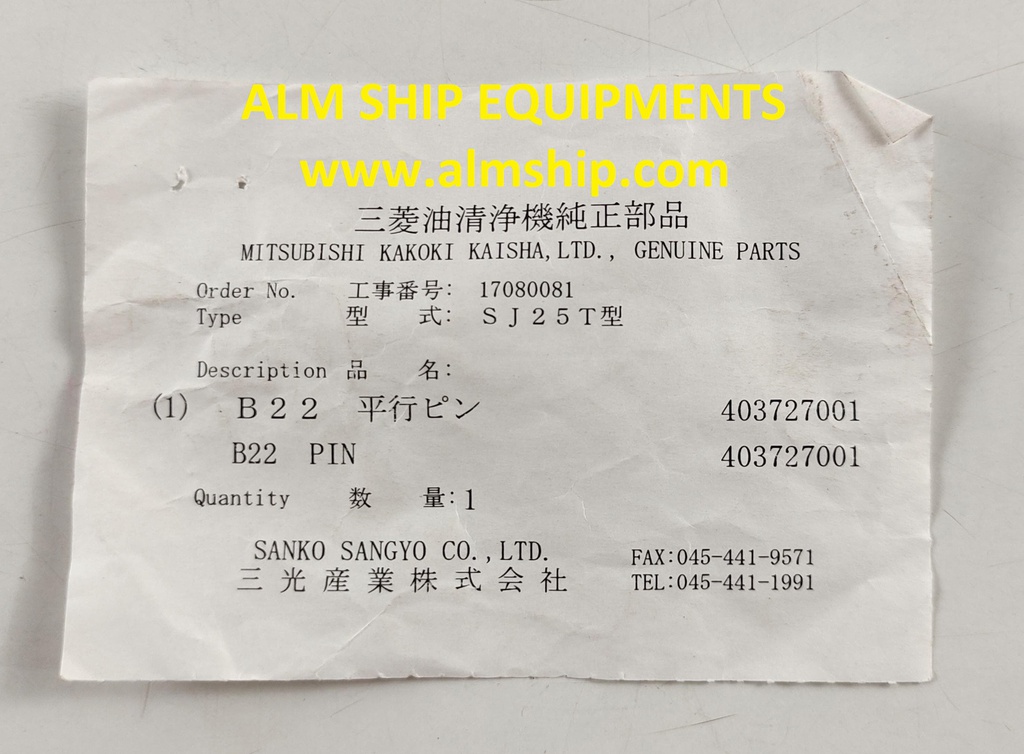 ALM SHIP EQUIPMENTS
www.almship.com
三菱油清浄機純正部品
MITSUBISHI KAKOKI KAISHA,LTD., GENUINE PARTS
Order No. 工事番号: 17080081
Type 型 式: ＳＪ２５Ｔ型
Description 品 名:
(1) Ｂ２２ 平行ピン 403727001
B22 PIN 403727001
Quantity 数 量:1
SANKO SANGYO CO.,LTD. FAX:045-441-9571
三光産業株式会社 TEL:045-441-1991